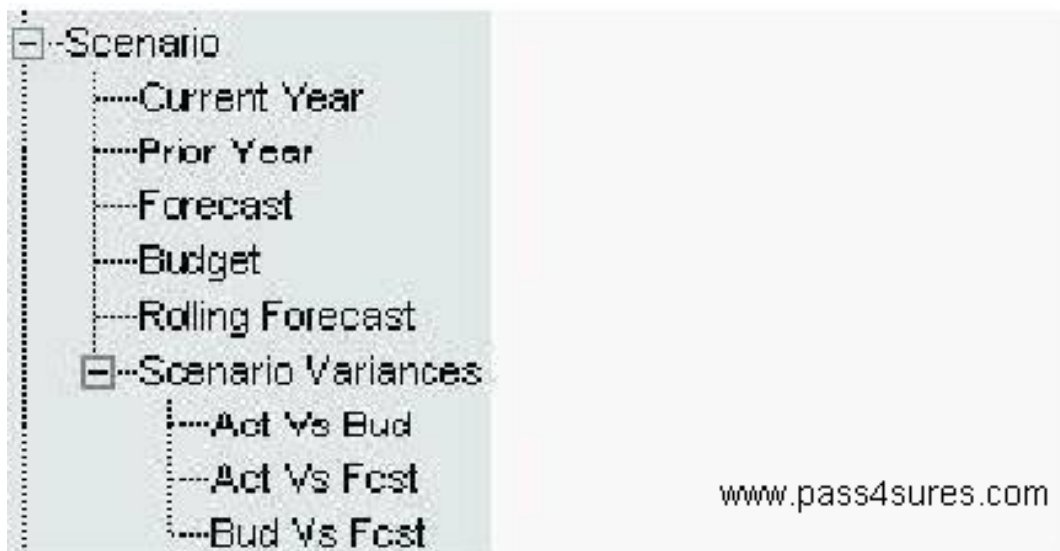 Scenario
Current Year
Prior Year
Forecast
Budget
Rolling Forecast
Scenario Variances
Act Vs Bud
Act Vs Fcst
Bud Vs Fcst
www.pass4sures.com